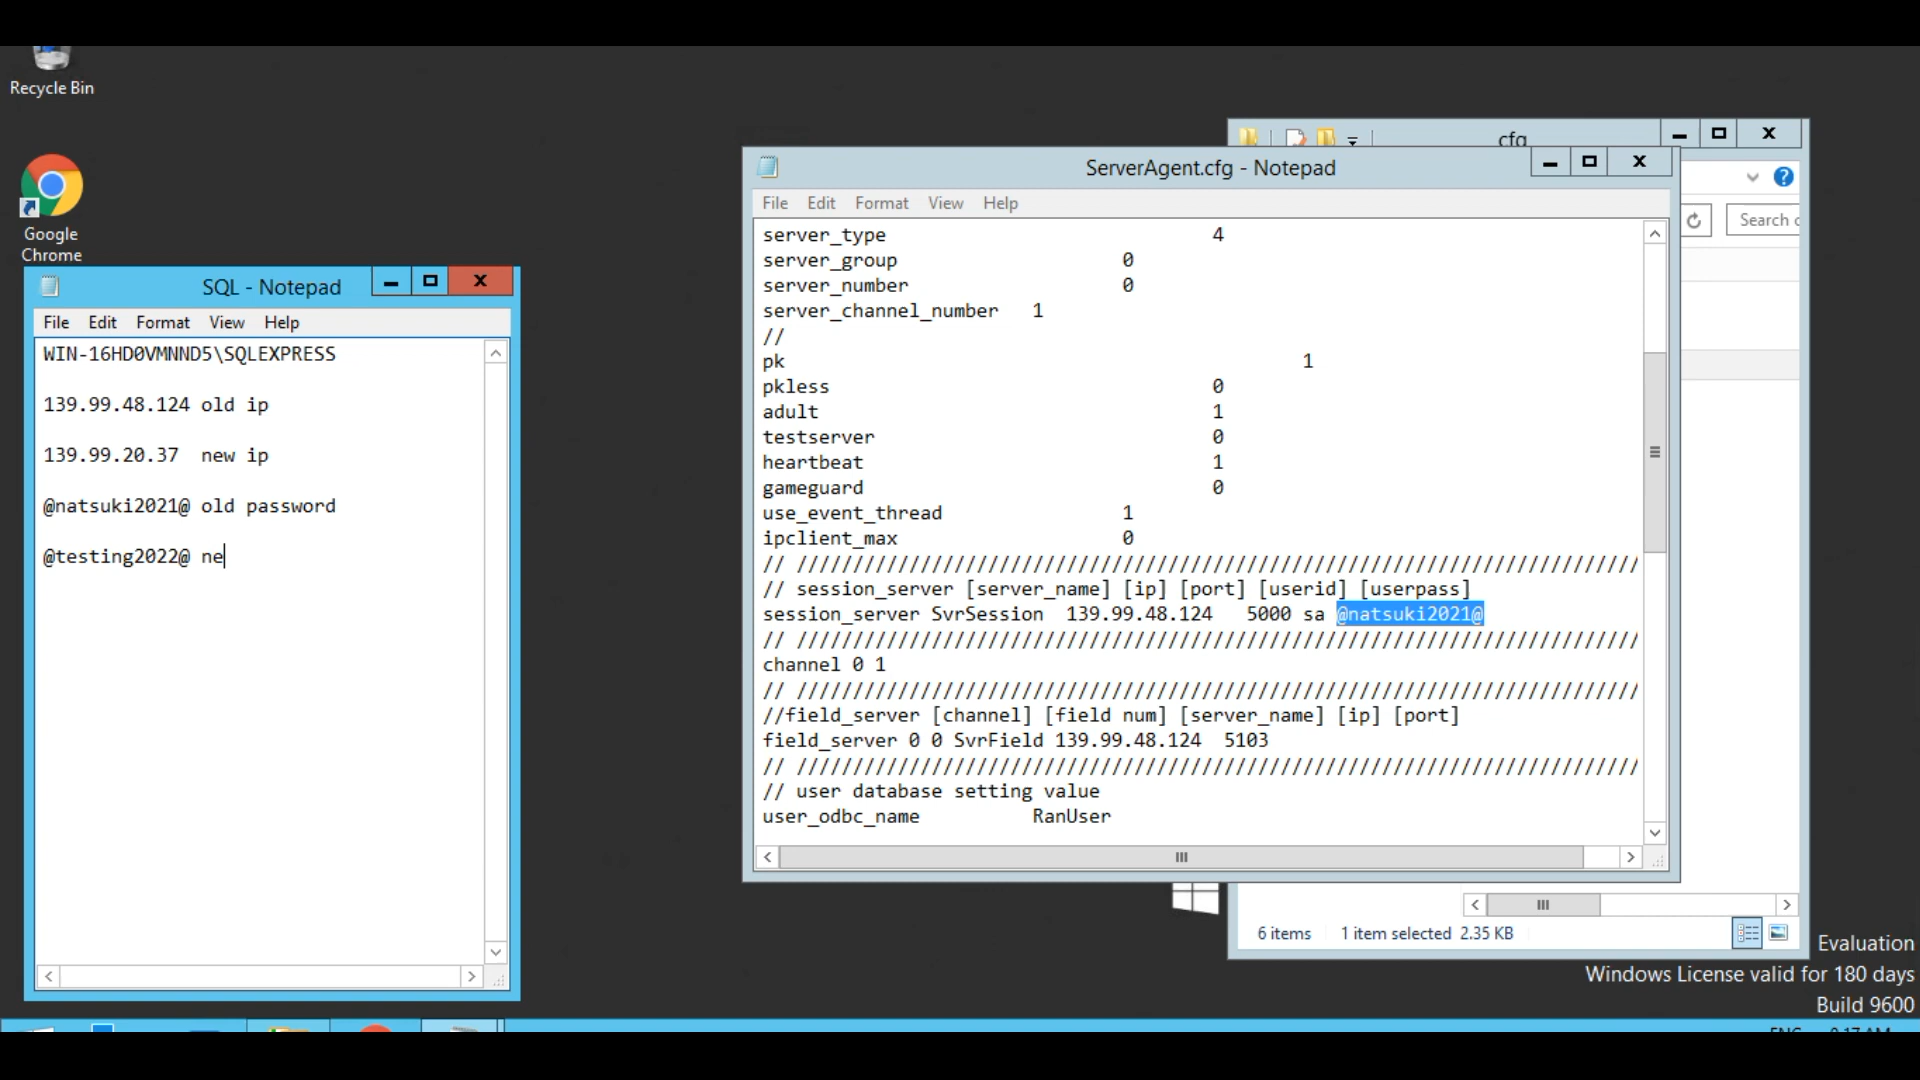 Recycle Bin
Google
Chrome
SQL - Notepad
File Edit Format View Help
WIN-16HD0VMNND5\SQLEXPRESS
139.99.48.124 old ip
139.99.20.37  new ip
@natsuki2021@ old password
@testing2022@ ne
cfg
Search
ServerAgent.cfg - Notepad
File Edit Format View Help
server_type 4
server_group 0
server_number 0
server_channel_number 1
//
pk 1
pkless 0
adult 1
testserver 0
heartbeat 1
gameguard 0
use_event_thread 1
ipclient_max 0
// ///////////////////////////////////////////////////////////////////////////
// session_server [server_name] [ip] [port] [userid] [userpass]
session_server SvrSession  139.99.48.124   5000 sa @natsuki2021@
// ///////////////////////////////////////////////////////////////////////////
channel 0 1
// ///////////////////////////////////////////////////////////////////////////
//field_server [channel] [field num] [server_name] [ip] [port]
field_server 0 0 SvrField 139.99.48.124  5103
// ///////////////////////////////////////////////////////////////////////////
// user database setting value
user_odbc_name RanUser
6 items 1 item selected 2.35 KB
Evaluation
Windows License valid for 180 days
Build 9600